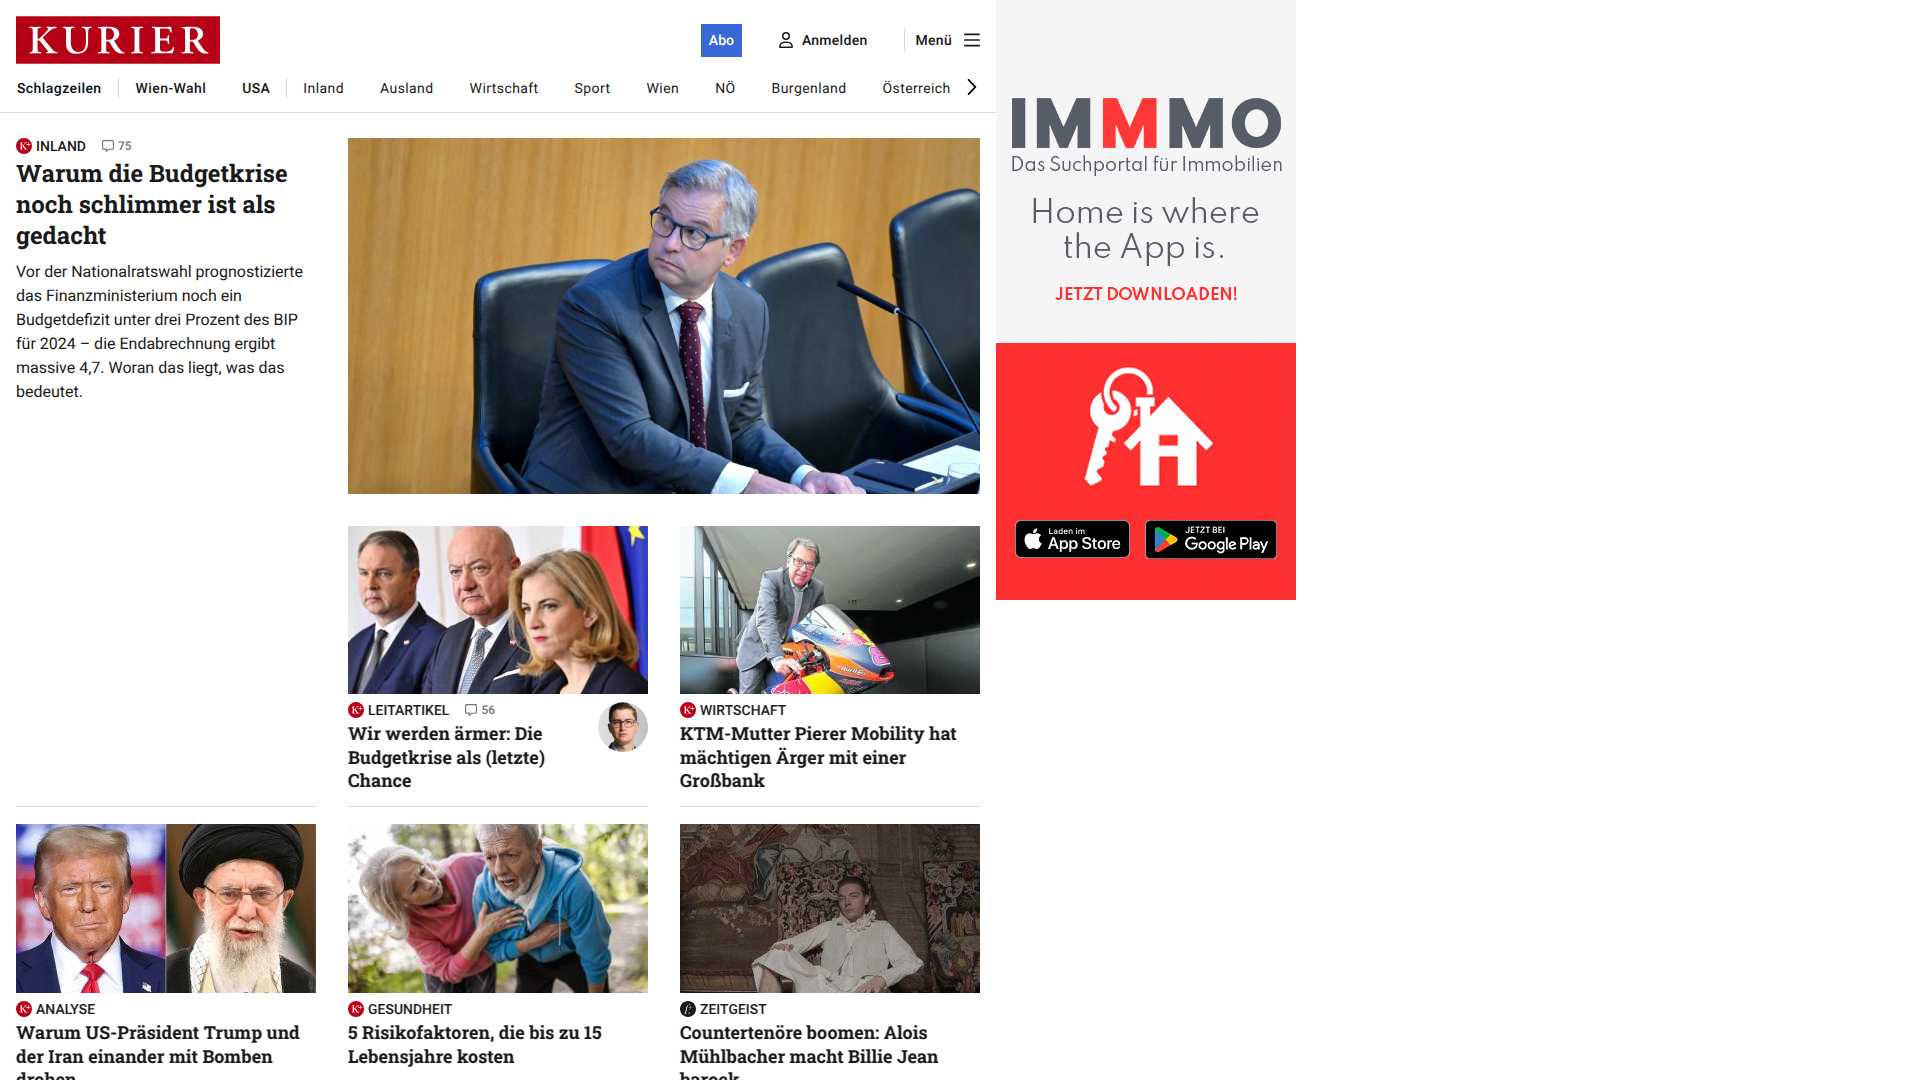 KURIER
Abo
Anmelden
Menü
Schlagzeilen
Wien-Wahl
USA
Inland
Ausland
Wirtschaft
Sport
Wien
NÖ
Burgenland
Österreich
INLAND 75
Warum die Budgetkrise
noch schlimmer ist als
gedacht
Vor der Nationalratswahl prognostizierte
das Finanzministerium noch ein
Budgetdefizit unter drei Prozent des BIP
für 2024 – die Endabrechnung ergibt
massive 4,7. Woran das liegt, was das
bedeutet.
LEITARTIKEL 56
Wir werden ärmer: Die
Budgetkrise als (letzte)
Chance
WIRTSCHAFT
KTM-Mutter Pierer Mobility hat
mächtigen Ärger mit einer
Großbank
ANALYSE
Warum US-Präsident Trump und
der Iran einander mit Bomben
drohen
GESUNDHEIT
5 Risikofaktoren, die bis zu 15
Lebensjahre kosten
ZEITGEIST
Countertenöre boomen: Alois
Mühlbacher macht Billie Jean
barock
IMMMO
Das Suchportal für Immobilien
Home is where
the App is.
JETZT DOWNLOADEN!
Laden im
App Store
JETZT BEI
Google Play